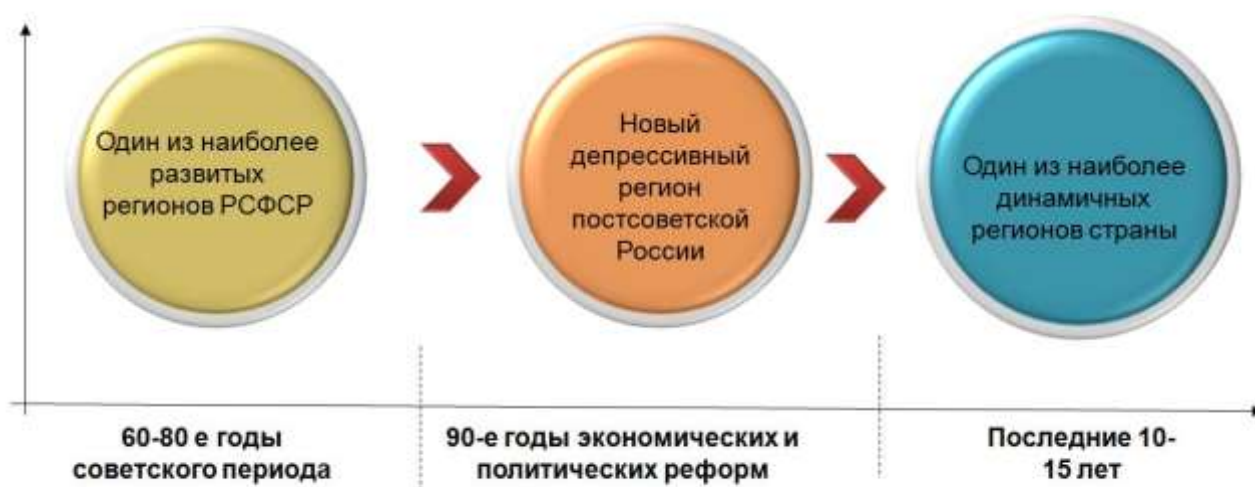 Один из наиболее
развитых
регионов РСФСР
Новый
депрессивный
регион
постсоветской
России
Один из наиболее
динамичных
регионов страны
60-80 е годы
советского периода
90-е годы экономических и
политических реформ
Последние 10-
15 лет